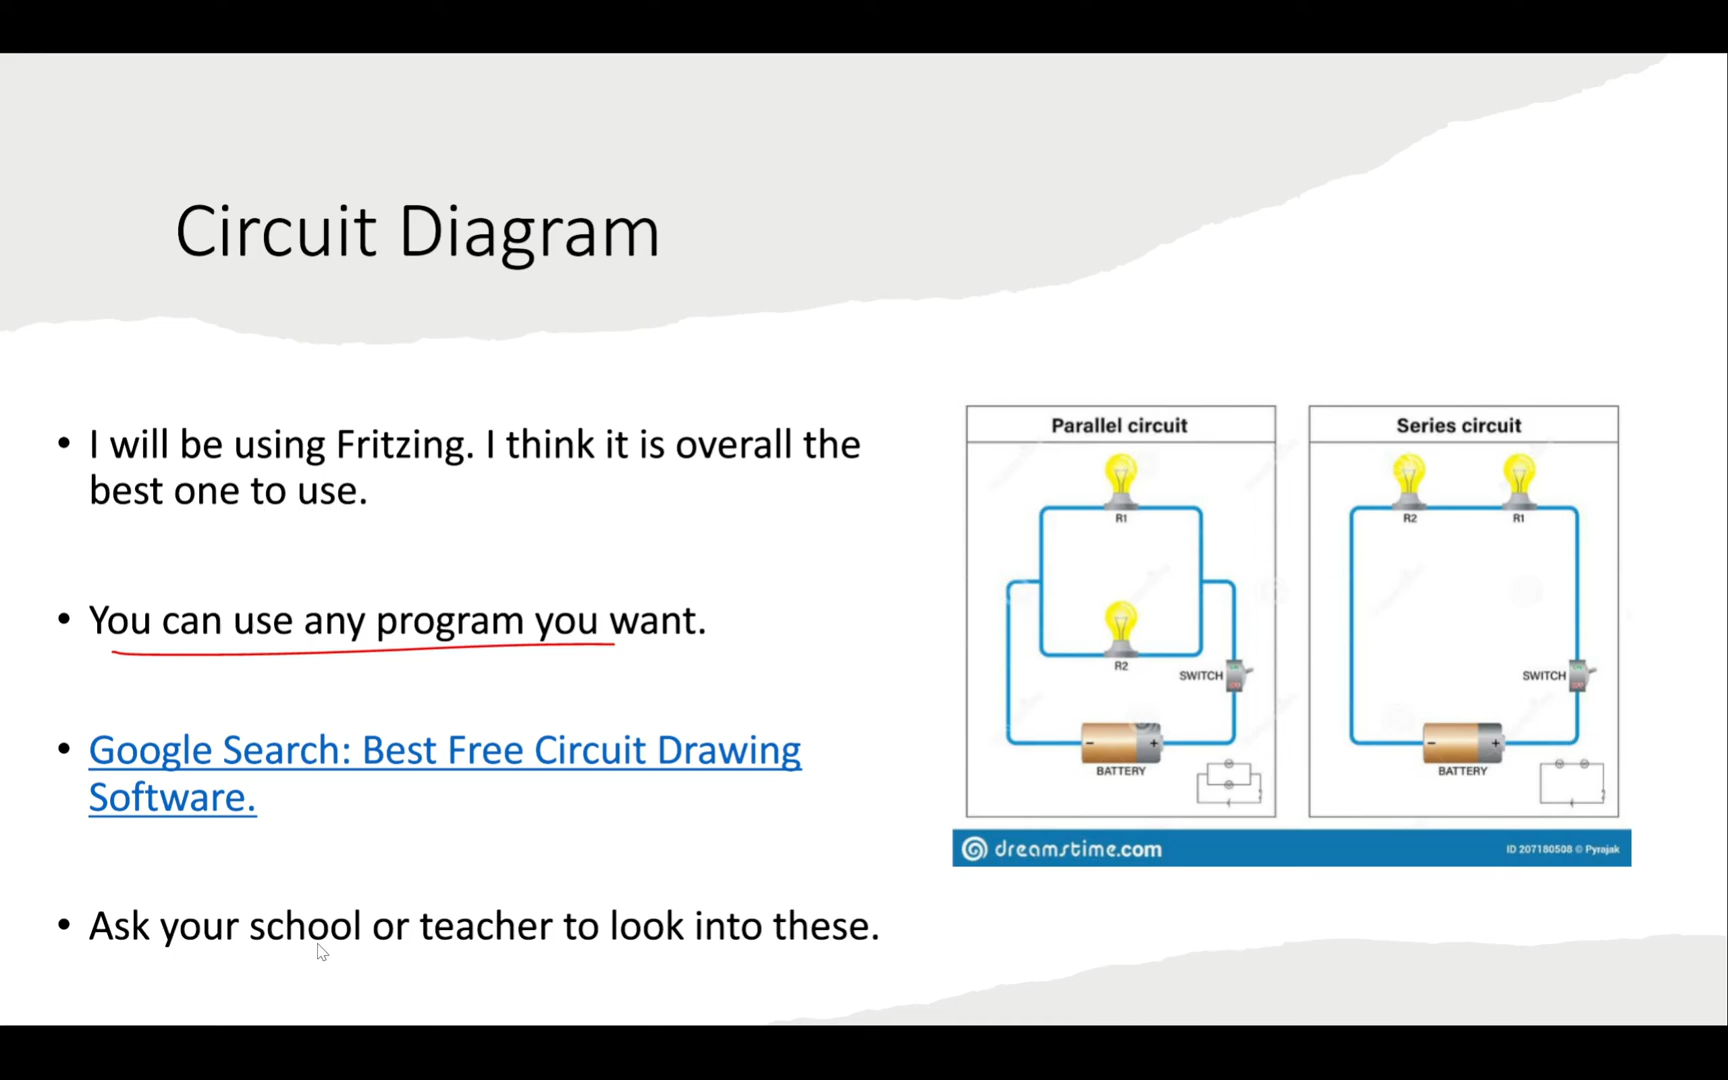 Circuit Diagram
• I will be using Fritzing. I think it is overall the
best one to use.
• You can use any program you want.
• Google Search: Best Free Circuit Drawing
Software.
• Ask your school or teacher to look into these.
Parallel circuit
R1
R2
SWITCH
- +
BATTERY
Series circuit
R2 R1
SWITCH
- +
BATTERY
dreamstime.com
ID 207180508 © Pyrajak